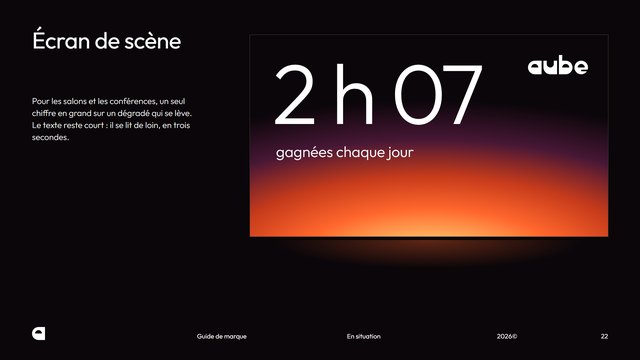 Écran de scène
Pour les salons et les conférences, un seul
chiffre en grand sur un dégradé qui se lève.
Le texte reste court : il se lit de loin, en trois
secondes.
2 h 07
aube
gagnées chaque jour
a
Guide de marque
En situation
2026©
22